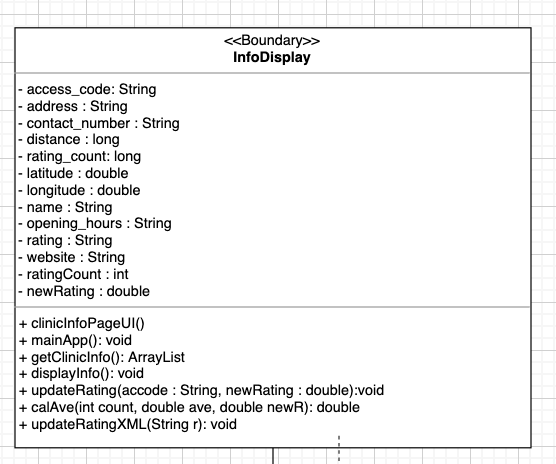 <<Boundary>>
InfoDisplay
- access_code: String
- address : String
- contact_number : String
- distance : long
- rating_count: long
- latitude : double
- longitude : double
- name : String
- opening_hours : String
- rating : String
- website : String
- ratingCount : int
- newRating : double
+ clinicInfoPageUI()
+ mainApp(): void
+ getClinicInfo(): ArrayList
+ displayInfo(): void
+ updateRating(accode : String, newRating : double):void
+ calAve(int count, double ave, double newR): double
+ updateRatingXML(String r): void